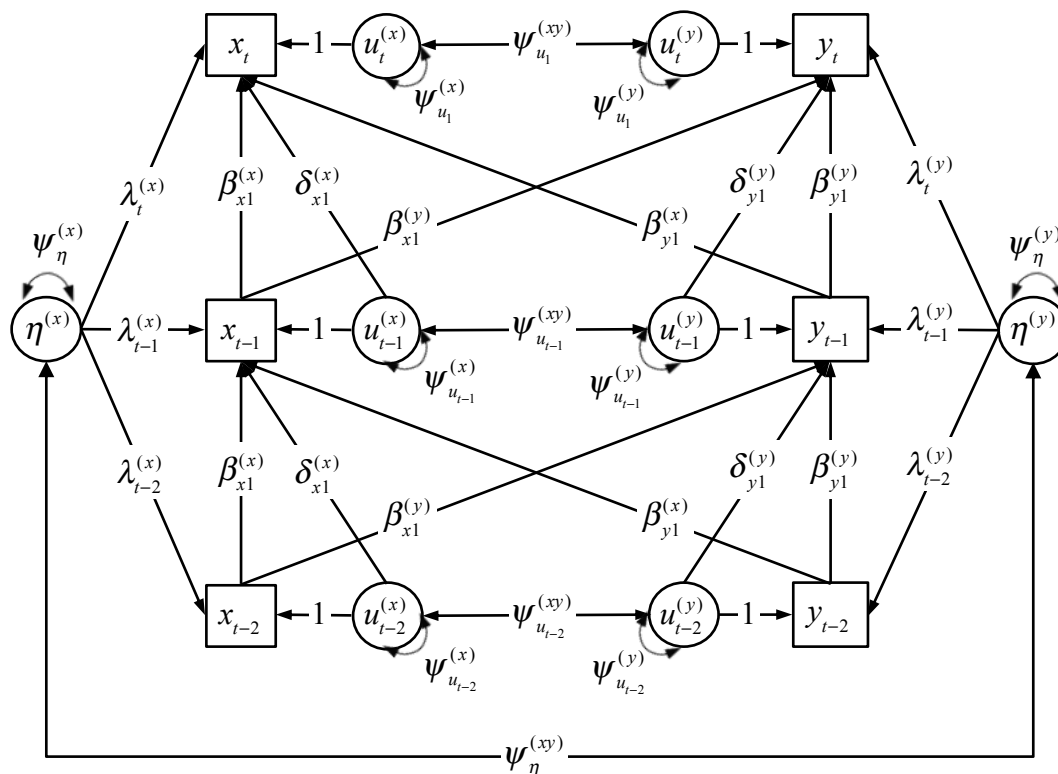 x_t 1 u_t^(x) ψ_{u_1}^(xy) u_t^(y) 1 y_t
ψ_{u_1}^(x) ψ_{u_1}^(y)
λ_t^(x) β_{x1}^(x) δ_{x1}^(x) δ_{y1}^(y) β_{y1}^(y) λ_t^(y)
β_{x1}^(y) β_{y1}^(x)
ψ_η^(x) ψ_η^(y)
η^(x) λ_{t−1}^(x) x_{t−1} 1 u_{t−1}^(x) ψ_{u_{t−1}}^(xy) u_{t−1}^(y) 1 y_{t−1} λ_{t−1}^(y) η^(y)
ψ_{u_{t−1}}^(x) ψ_{u_{t−1}}^(y)
λ_{t−2}^(x) β_{x1}^(x) δ_{x1}^(x) δ_{y1}^(y) β_{y1}^(y) λ_{t−2}^(y)
β_{x1}^(y) β_{y1}^(x)
x_{t−2} 1 u_{t−2}^(x) ψ_{u_{t−2}}^(xy) u_{t−2}^(y) 1 y_{t−2}
ψ_{u_{t−2}}^(x) ψ_{u_{t−2}}^(y)
ψ_η^(xy)